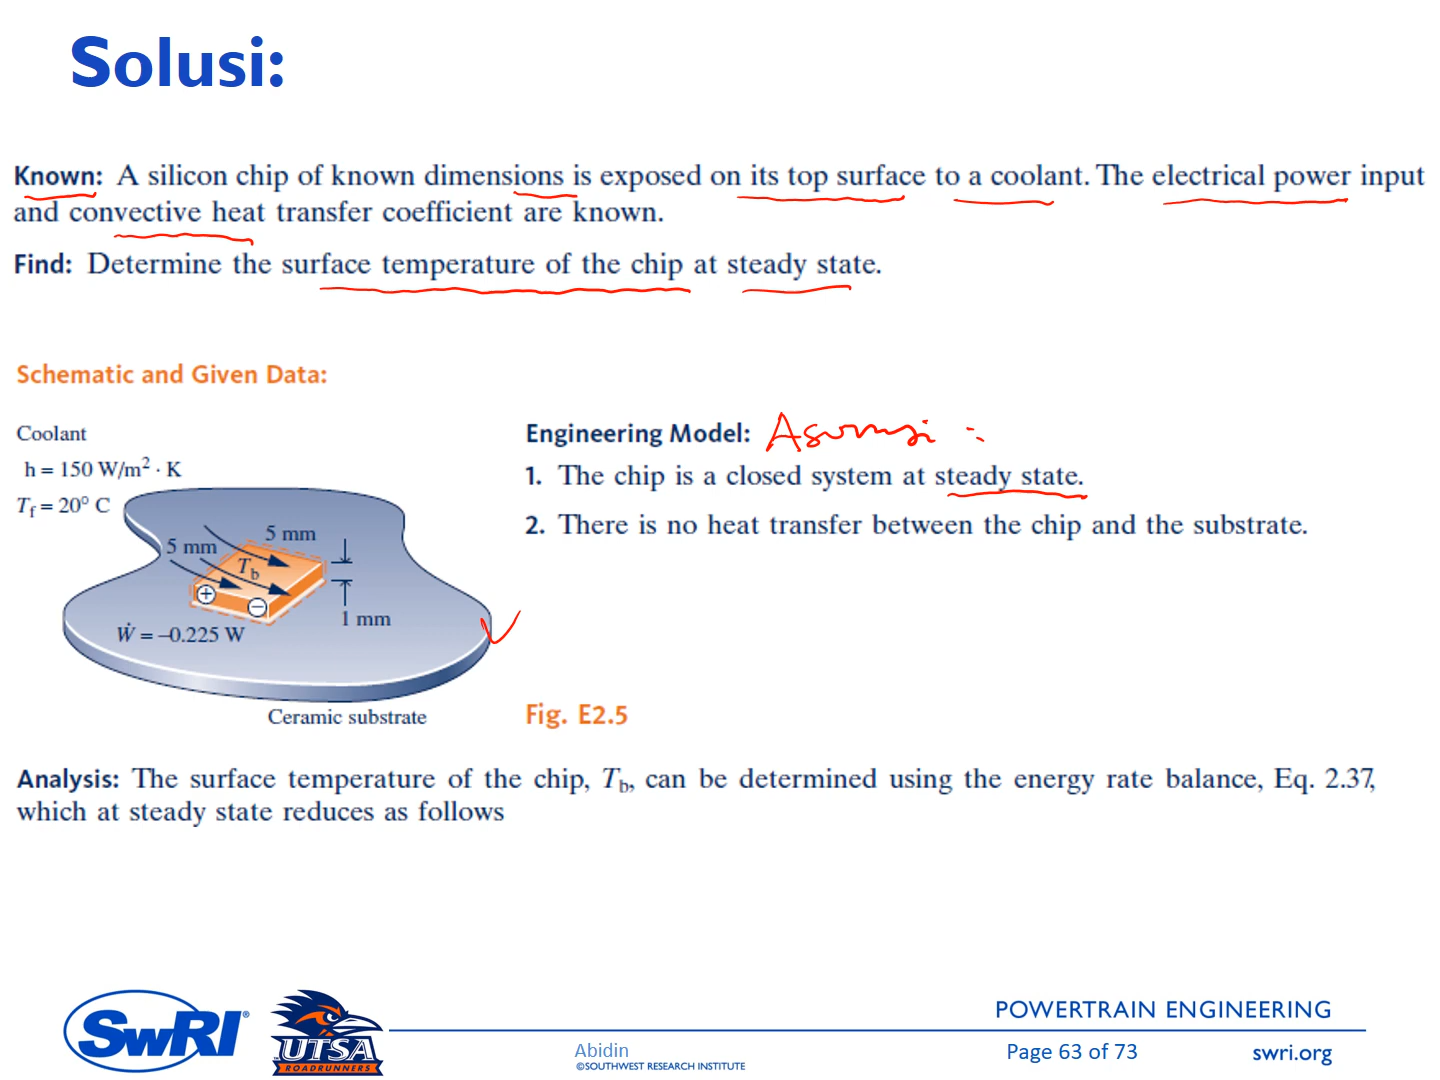 Solusi:
Known: A silicon chip of known dimensions is exposed on its top surface to a coolant. The electrical power input
and convective heat transfer coefficient are known.
Find: Determine the surface temperature of the chip at steady state.
Schematic and Given Data:
Coolant
h = 150 W/m² · K
T_f = 20° C
5 mm
5 mm
T_b
+
−
1 mm
Ẇ = –0.225 W
Ceramic substrate
Engineering Model: Asumsi :
1. The chip is a closed system at steady state.
2. There is no heat transfer between the chip and the substrate.
Fig. E2.5
Analysis: The surface temperature of the chip, T_b, can be determined using the energy rate balance, Eq. 2.37,
which at steady state reduces as follows
SwRI®
UTSA
ROADRUNNERS
Abidin
©SOUTHWEST RESEARCH INSTITUTE
POWERTRAIN ENGINEERING
Page 63 of 73
swri.org